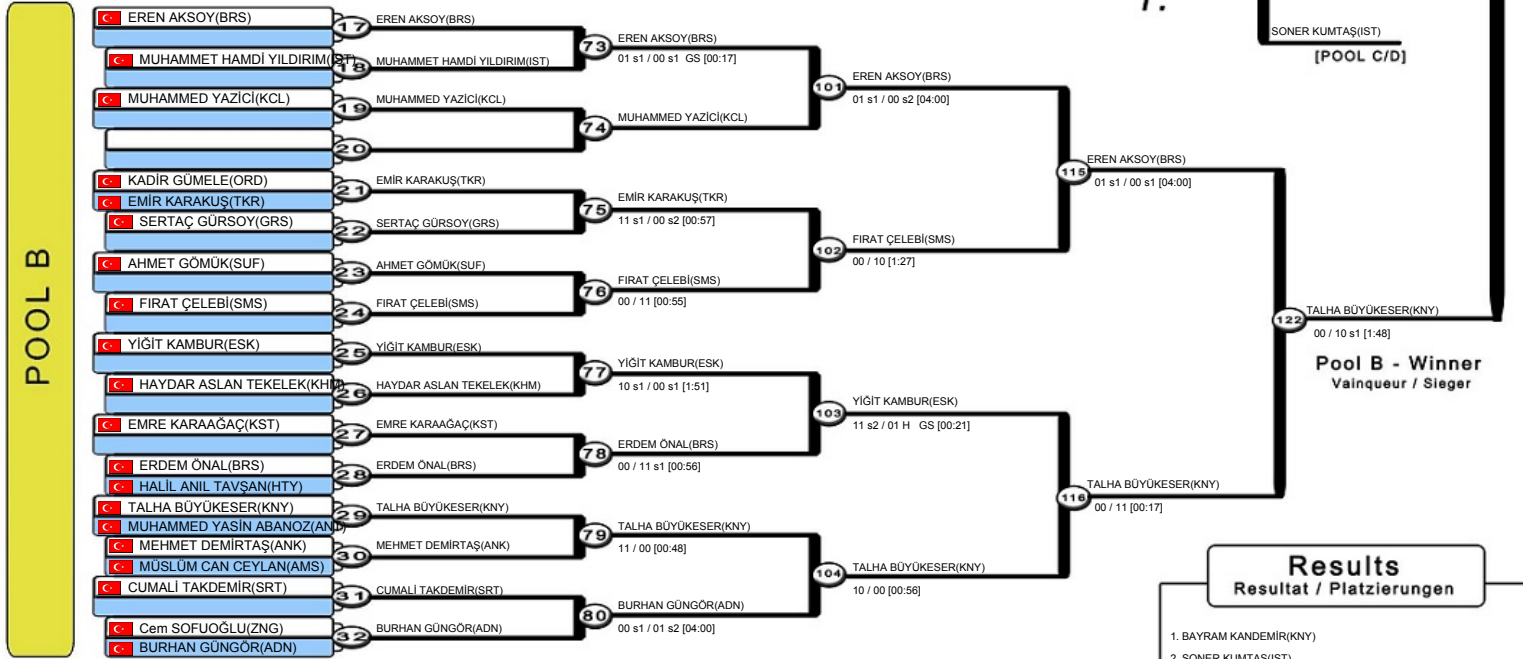 POOL B
EREN AKSOY(BRS)
MUHAMMET HAMDİ YILDIRIM(IST)
MUHAMMED YAZİCİ(KCL)
KADİR GÜMELE(ORD)
EMİR KARAKUŞ(TKR)
SERTAÇ GÜRSOY(GRS)
AHMET GÖMÜK(SUF)
FIRAT ÇELEBİ(SMS)
YİĞİT KAMBUR(ESK)
HAYDAR ASLAN TEKELEK(KHM)
EMRE KARAAĞAÇ(KST)
ERDEM ÖNAL(BRS)
HALİL ANIL TAVŞAN(HTY)
TALHA BÜYÜKESER(KNY)
MUHAMMED YASİN ABANOZ(ANT)
MEHMET DEMİRTAŞ(ANK)
MÜSLÜM CAN CEYLAN(AMS)
CUMALİ TAKDEMİR(SRT)
Cem SOFUOĞLU(ZNG)
BURHAN GÜNGÖR(ADN)
17 EREN AKSOY(BRS)
18 MUHAMMET HAMDİ YILDIRIM(IST)
19 MUHAMMED YAZİCİ(KCL)
20
21 EMİR KARAKUŞ(TKR)
22 SERTAÇ GÜRSOY(GRS)
23 AHMET GÖMÜK(SUF)
24 FIRAT ÇELEBİ(SMS)
25 YİĞİT KAMBUR(ESK)
26 HAYDAR ASLAN TEKELEK(KHM)
27 EMRE KARAAĞAÇ(KST)
28 ERDEM ÖNAL(BRS)
29 TALHA BÜYÜKESER(KNY)
30 MEHMET DEMİRTAŞ(ANK)
31 CUMALİ TAKDEMİR(SRT)
32 BURHAN GÜNGÖR(ADN)
73 EREN AKSOY(BRS)
01 s1 / 00 s1 GS [00:17]
74 MUHAMMED YAZİCİ(KCL)
75 EMİR KARAKUŞ(TKR)
11 s1 / 00 s2 [00:57]
76 FIRAT ÇELEBİ(SMS)
00 / 11 [00:55]
77 YİĞİT KAMBUR(ESK)
10 s1 / 00 s1 [1:51]
78 ERDEM ÖNAL(BRS)
00 / 11 s1 [00:56]
79 TALHA BÜYÜKESER(KNY)
11 / 00 [00:48]
80 BURHAN GÜNGÖR(ADN)
00 s1 / 01 s2 [04:00]
101 EREN AKSOY(BRS)
01 s1 / 00 s2 [04:00]
102 FIRAT ÇELEBİ(SMS)
00 / 10 [1:27]
103 YİĞİT KAMBUR(ESK)
11 s2 / 01 H GS [00:21]
104 TALHA BÜYÜKESER(KNY)
10 / 00 [00:56]
115 EREN AKSOY(BRS)
01 s1 / 00 s1 [04:00]
116 TALHA BÜYÜKESER(KNY)
00 / 11 [00:17]
122 TALHA BÜYÜKESER(KNY)
00 / 10 s1 [1:48]
Pool B - Winner
Vainqueur / Sieger
SONER KUMTAŞ(IST)
[POOL C/D]
Results
Resultat / Platzierungen
1. BAYRAM KANDEMİR(KNY)
2. SONER KUMTAŞ(IST)